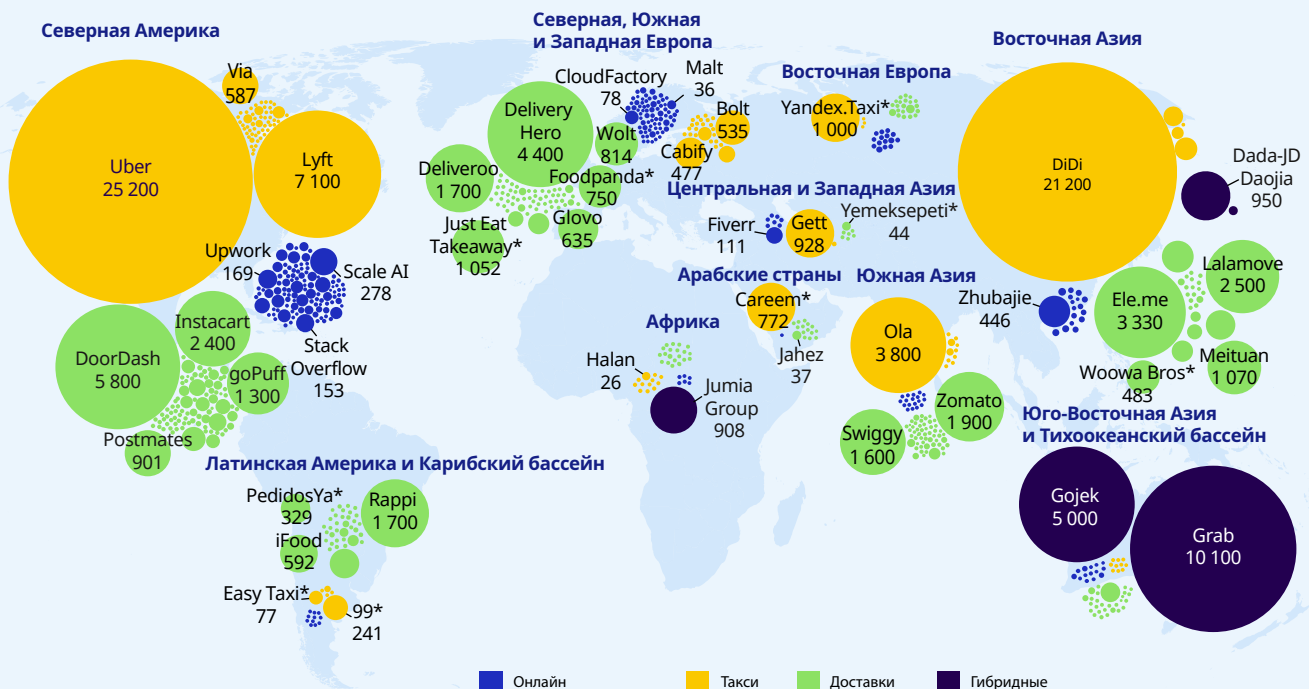 Северная Америка
Via
587
Uber
25 200
Lyft
7 100
Upwork
169
Scale AI
278
Stack
Overflow
153
Instacart
2 400
DoorDash
5 800
goPuff
1 300
Postmates
901
Латинская Америка и Карибский бассейн
PedidosYa*
329
Rappi
1 700
iFood
592
Easy Taxi*
77
99*
241
Северная, Южная
и Западная Европа
CloudFactory
78
Malt
36
Delivery
Hero
4 400
Wolt
814
Bolt
535
Cabify
477
Deliveroo
1 700
Foodpanda*
750
Just Eat
Takeaway*
1 052
Glovo
635
Восточная Европа
Yandex.Taxi*
1 000
Центральная и Западная Азия
Fiverr
111
Gett
928
Yemeksepeti*
44
Арабские страны
Careem*
772
Jahez
37
Африка
Halan
26
Jumia
Group
908
Южная Азия
Ola
3 800
Zomato
1 900
Swiggy
1 600
Восточная Азия
DiDi
21 200
Dada-JD
Daojia
950
Zhubajie
446
Ele.me
3 330
Lalamove
2 500
Meituan
1 070
Woowa Bros*
483
Юго-Восточная Азия
и Тихоокеанский бассейн
Gojek
5 000
Grab
10 100
Онлайн
Такси
Доставки
Гибридные